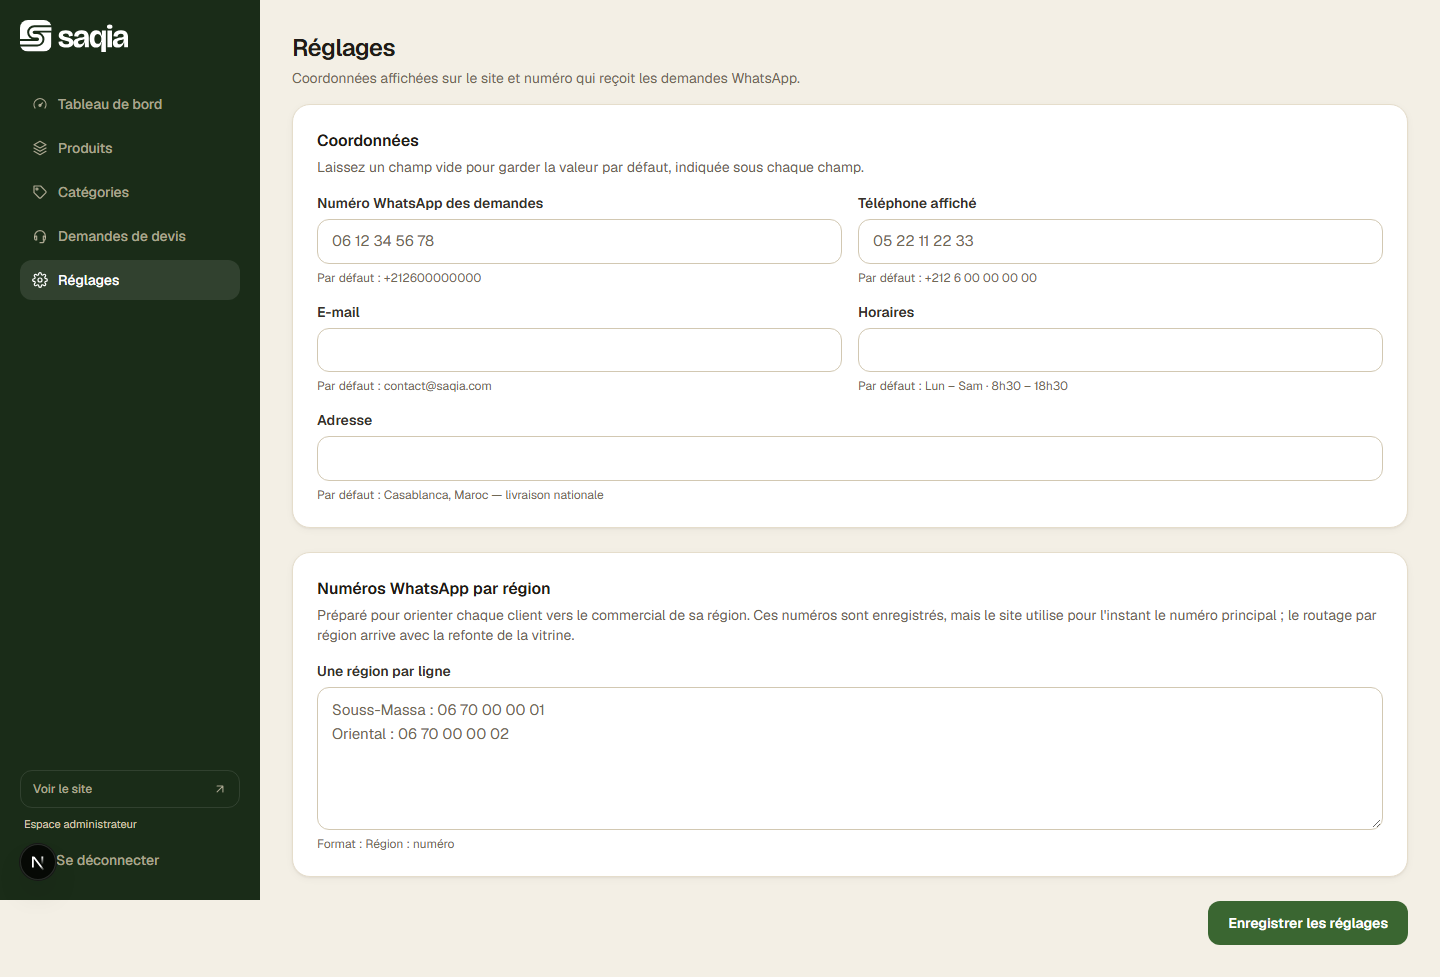 saqia
Tableau de bord
Produits
Catégories
Demandes de devis
Réglages
Voir le site
Espace administrateur
N
Se déconnecter
Réglages
Coordonnées affichées sur le site et numéro qui reçoit les demandes WhatsApp.
Coordonnées
Laissez un champ vide pour garder la valeur par défaut, indiquée sous chaque champ.
Numéro WhatsApp des demandes
06 12 34 56 78
Par défaut : +212600000000
Téléphone affiché
05 22 11 22 33
Par défaut : +212 6 00 00 00 00
E-mail
Par défaut : contact@saqia.com
Horaires
Par défaut : Lun – Sam · 8h30 – 18h30
Adresse
Par défaut : Casablanca, Maroc — livraison nationale
Numéros WhatsApp par région
Préparé pour orienter chaque client vers le commercial de sa région. Ces numéros sont enregistrés, mais le site utilise pour l'instant le numéro principal ; le routage par
région arrive avec la refonte de la vitrine.
Une région par ligne
Souss-Massa : 06 70 00 00 01
Oriental : 06 70 00 00 02
Format : Région : numéro
Enregistrer les réglages